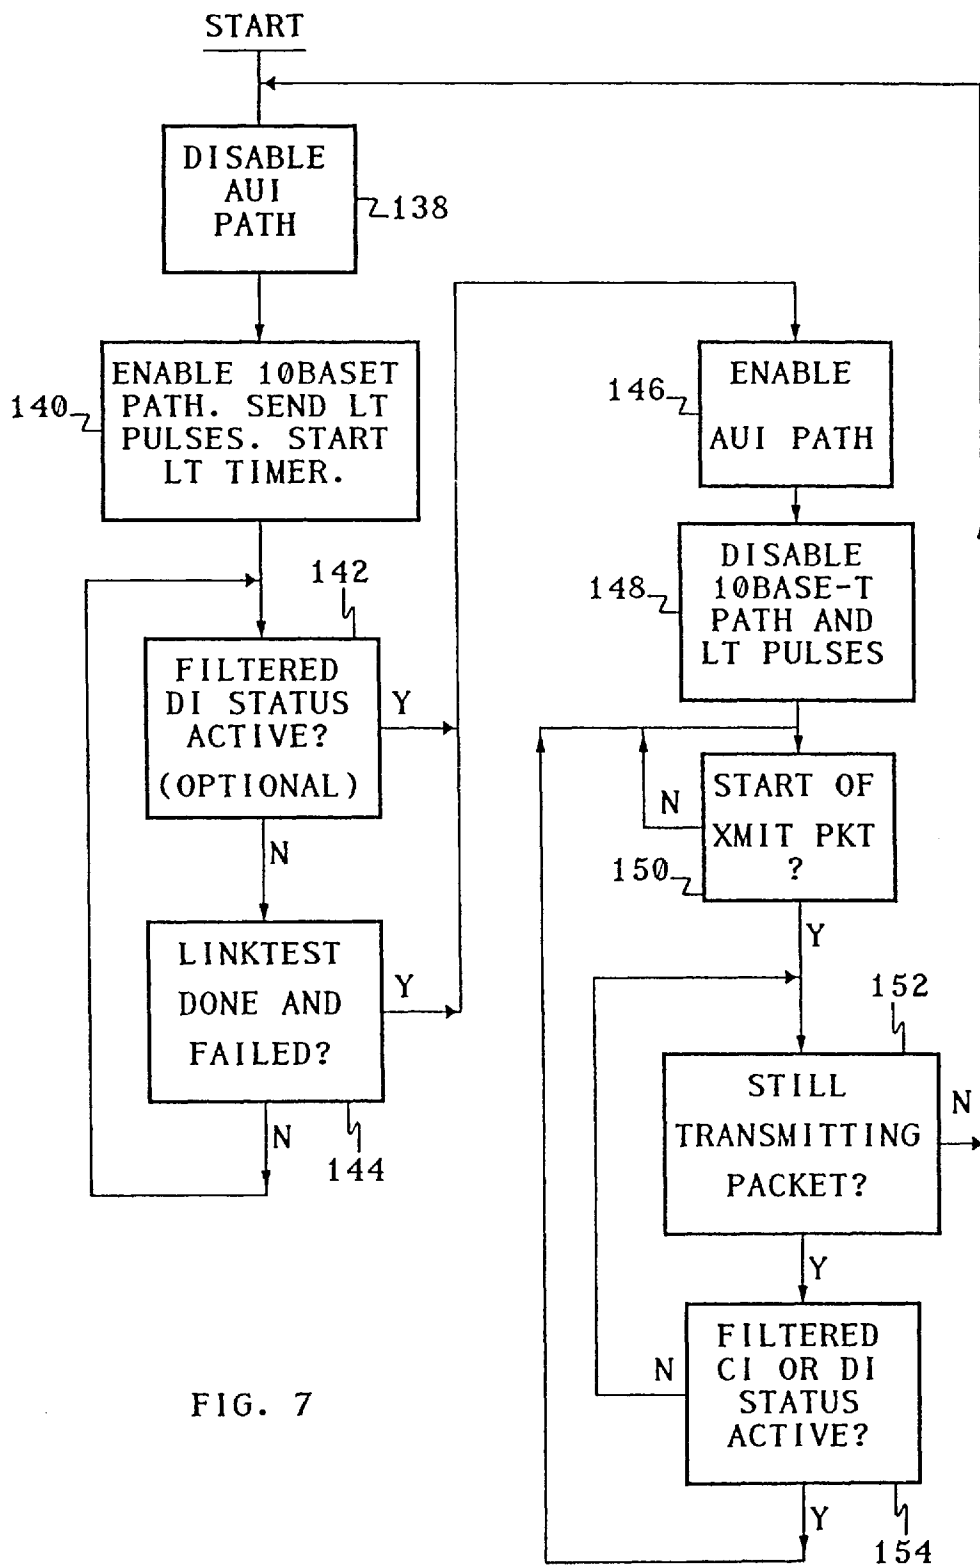 START
DISABLE
AUI
PATH
138
ENABLE 10BASET
PATH. SEND LT
PULSES. START
LT TIMER.
140
142
FILTERED
DI STATUS
ACTIVE?
(OPTIONAL)
Y
N
LINKTEST
DONE AND
FAILED?
Y
N
144
ENABLE
AUI PATH
146
DISABLE
10BASE-T
PATH AND
LT PULSES
148
START OF
XMIT PKT
?
N
150
Y
152
STILL
TRANSMITTING
PACKET?
N
Y
FILTERED
CI OR DI
STATUS
ACTIVE?
N
Y
154
FIG. 7